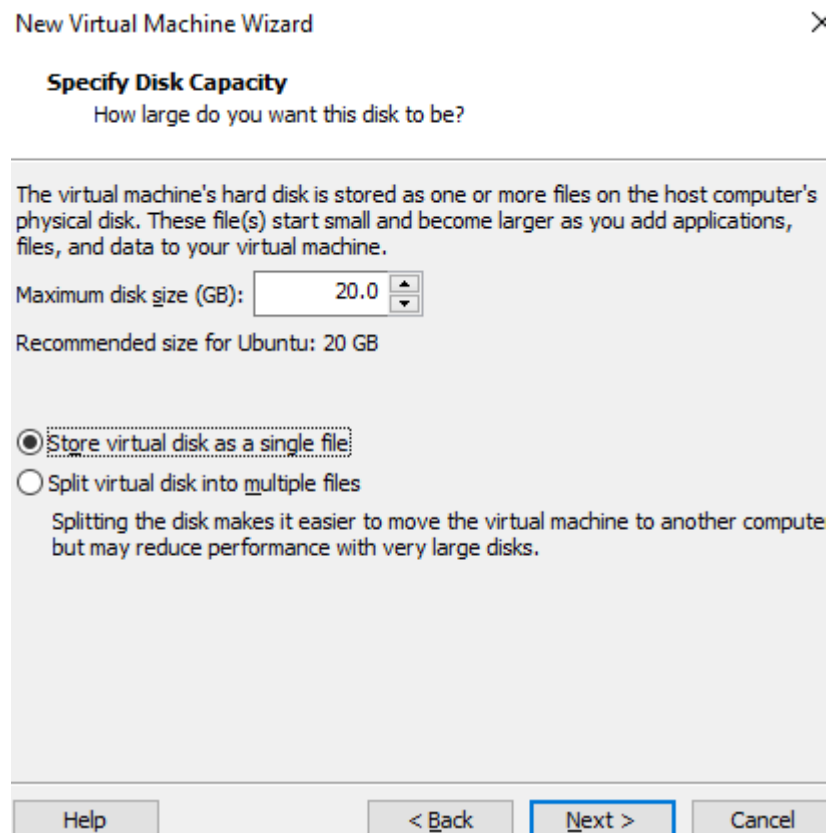 New Virtual Machine Wizard
Specify Disk Capacity
How large do you want this disk to be?
The virtual machine's hard disk is stored as one or more files on the host computer's
physical disk. These file(s) start small and become larger as you add applications,
files, and data to your virtual machine.
Maximum disk size (GB): 20.0
Recommended size for Ubuntu: 20 GB
Store virtual disk as a single file
Split virtual disk into multiple files
Splitting the disk makes it easier to move the virtual machine to another compute
but may reduce performance with very large disks.
Help < Back Next > Cancel